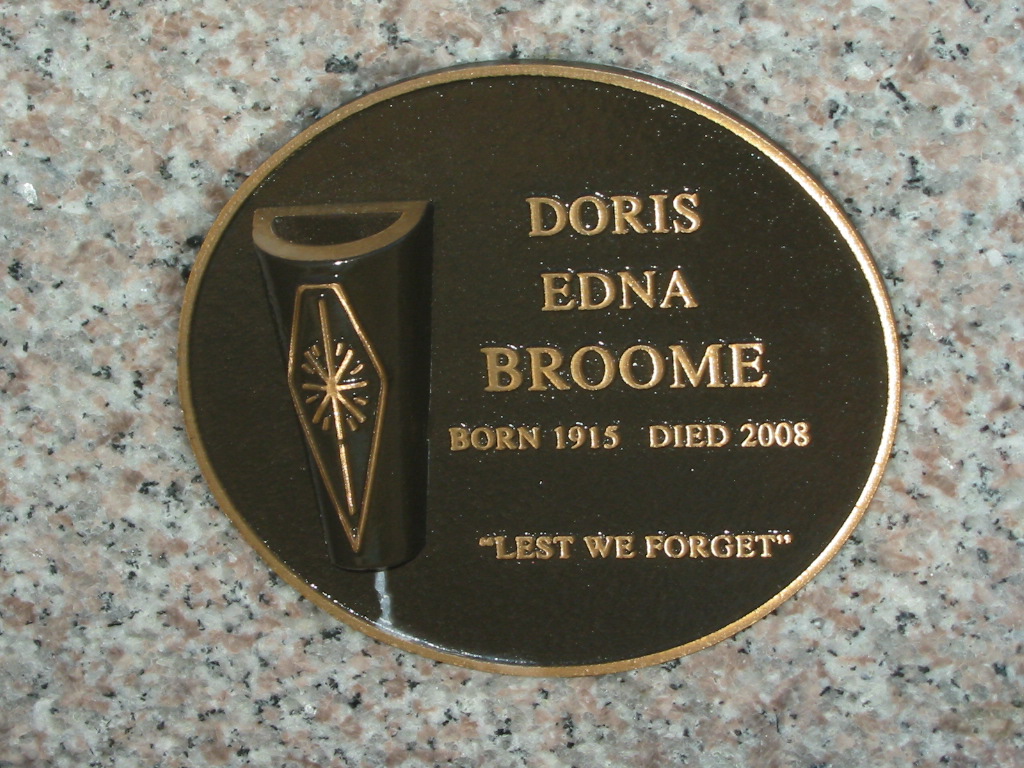 DORIS
EDNA
BROOME
BORN 1915 DIED 2008
"LEST WE FORGET"